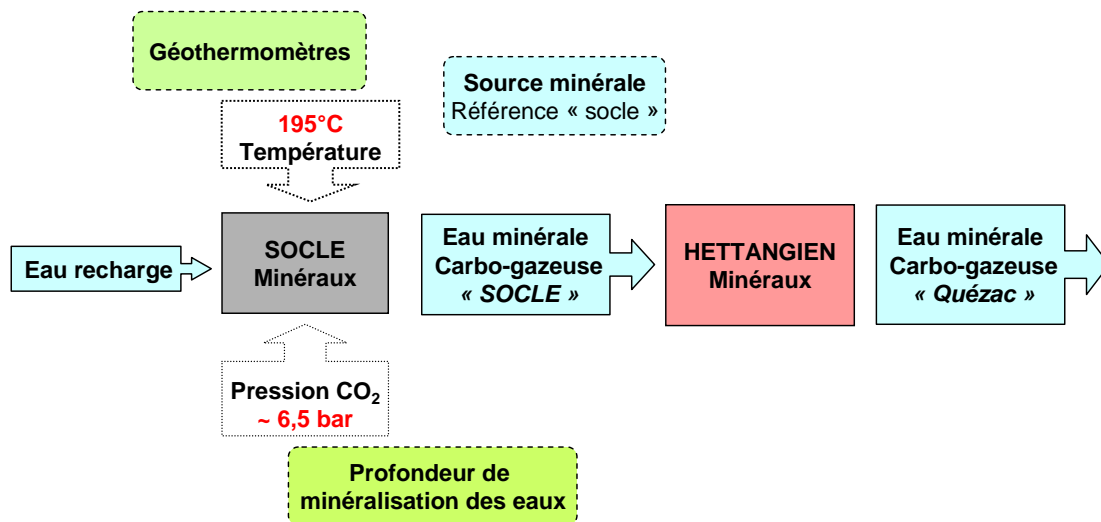 Géothermomètres
Source minérale
Référence « socle »
195°C
Température
Eau recharge
SOCLE
Minéraux
Eau minérale
Carbo-gazeuse
« SOCLE »
HETTANGIEN
Minéraux
Eau minérale
Carbo-gazeuse
« Quézac »
Pression CO₂
~ 6,5 bar
Profondeur de
minéralisation des eaux